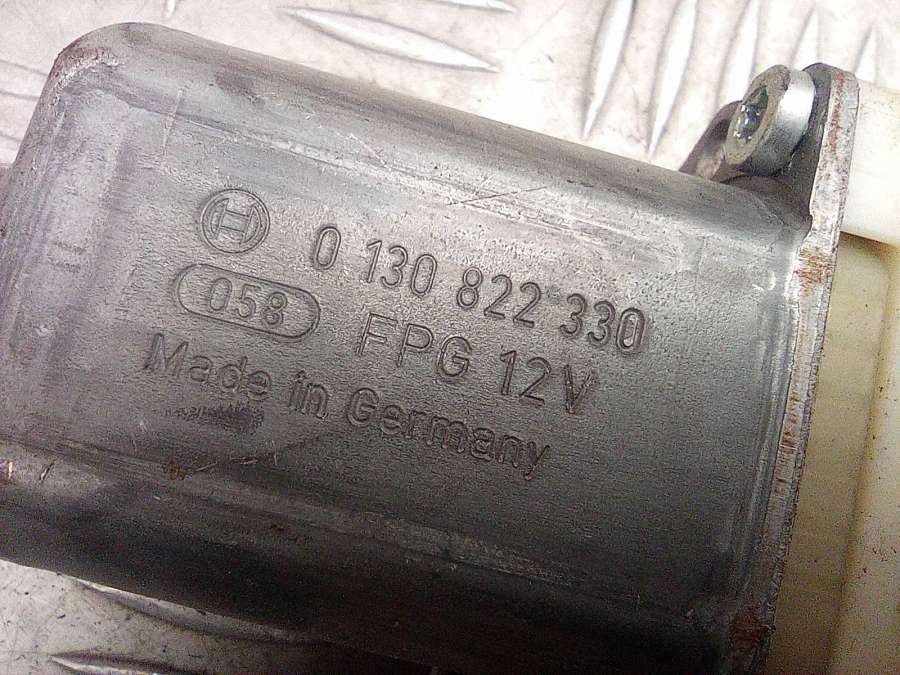 0 130 822 330
058 FPG 12V
Made in Germany